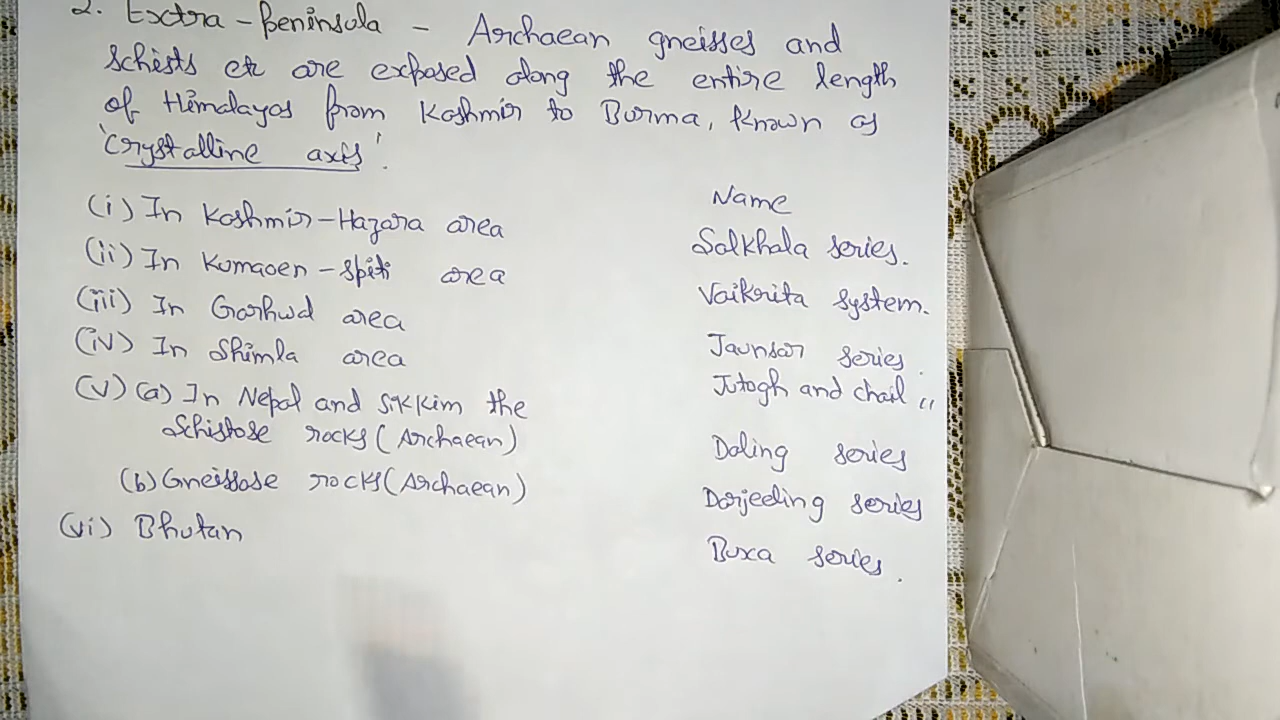 2. Extra-peninsula - Archaean gneisses and
schists etc are exposed along the entire length
of Himalayas from Kashmir to Burma, known as
'Crystalline axis'.
Name
(i) In Kashmir-Hazara area Salkhala series.
(ii) In Kumaoen-spiti area Vaikrita system.
(iii) In Garhwal area Jaunsar series.
(iv) In Shimla area Jutogh and chail "
(v) (a) In Nepal and sikkim the
schistose rocks (Archaean) Daling series
(b) Gneissose rocks (Archaean) Darjeeling series
(vi) Bhutan Buxa series.